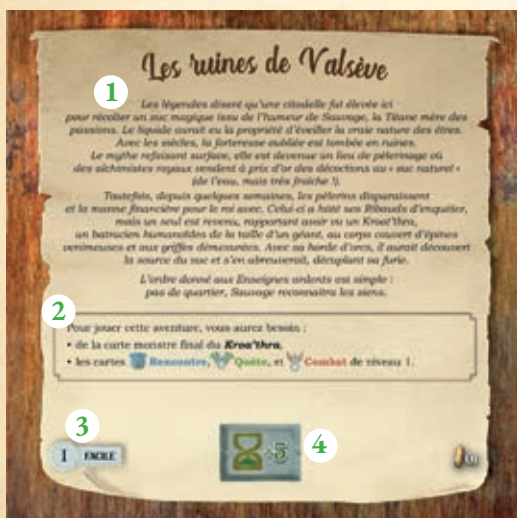 Les ruines de Valsève
1
Les légendes disent qu'une citadelle fut élevée ici
pour récolter un suc magique issu de l'humeur de Sauvage, la Titane mère des
passions. Le liquide aurait eu la propriété d'éveiller la vraie nature des êtres.
Avec les siècles, la forteresse oubliée est tombée en ruines.
Le mythe refaisant surface, elle est devenue un lieu de pèlerinage où
des alchimistes royaux vendent à prix d'or des décoctions au « suc naturel »
(de l'eau, mais très fraîche !).
Toutefois, depuis quelques semaines, les pèlerins disparaissent
et la manne financière pour le roi avec. Celui-ci a hâté ses Ribauds d'enquêter,
mais un seul est revenu, rapportant avoir vu un Kroa'thra,
un batracien humanoïdes de la taille d'un géant, au corps couvert d'épines
venimeuses et aux griffes démesurées. Avec sa horde d'orcs, il aurait découvert
la source du suc et s'en abreuverait, décuplant sa furie.
L'ordre donné aux Enseignes ardents est simple :
pas de quartier, Sauvage reconnaitra les siens.
2
Pour jouer cette aventure, vous aurez besoin :
• de la carte monstre final du Kroa'thra,
• les cartes Rencontre, Quête, et Combat de niveau 1.
3
I FACILE
+5
4